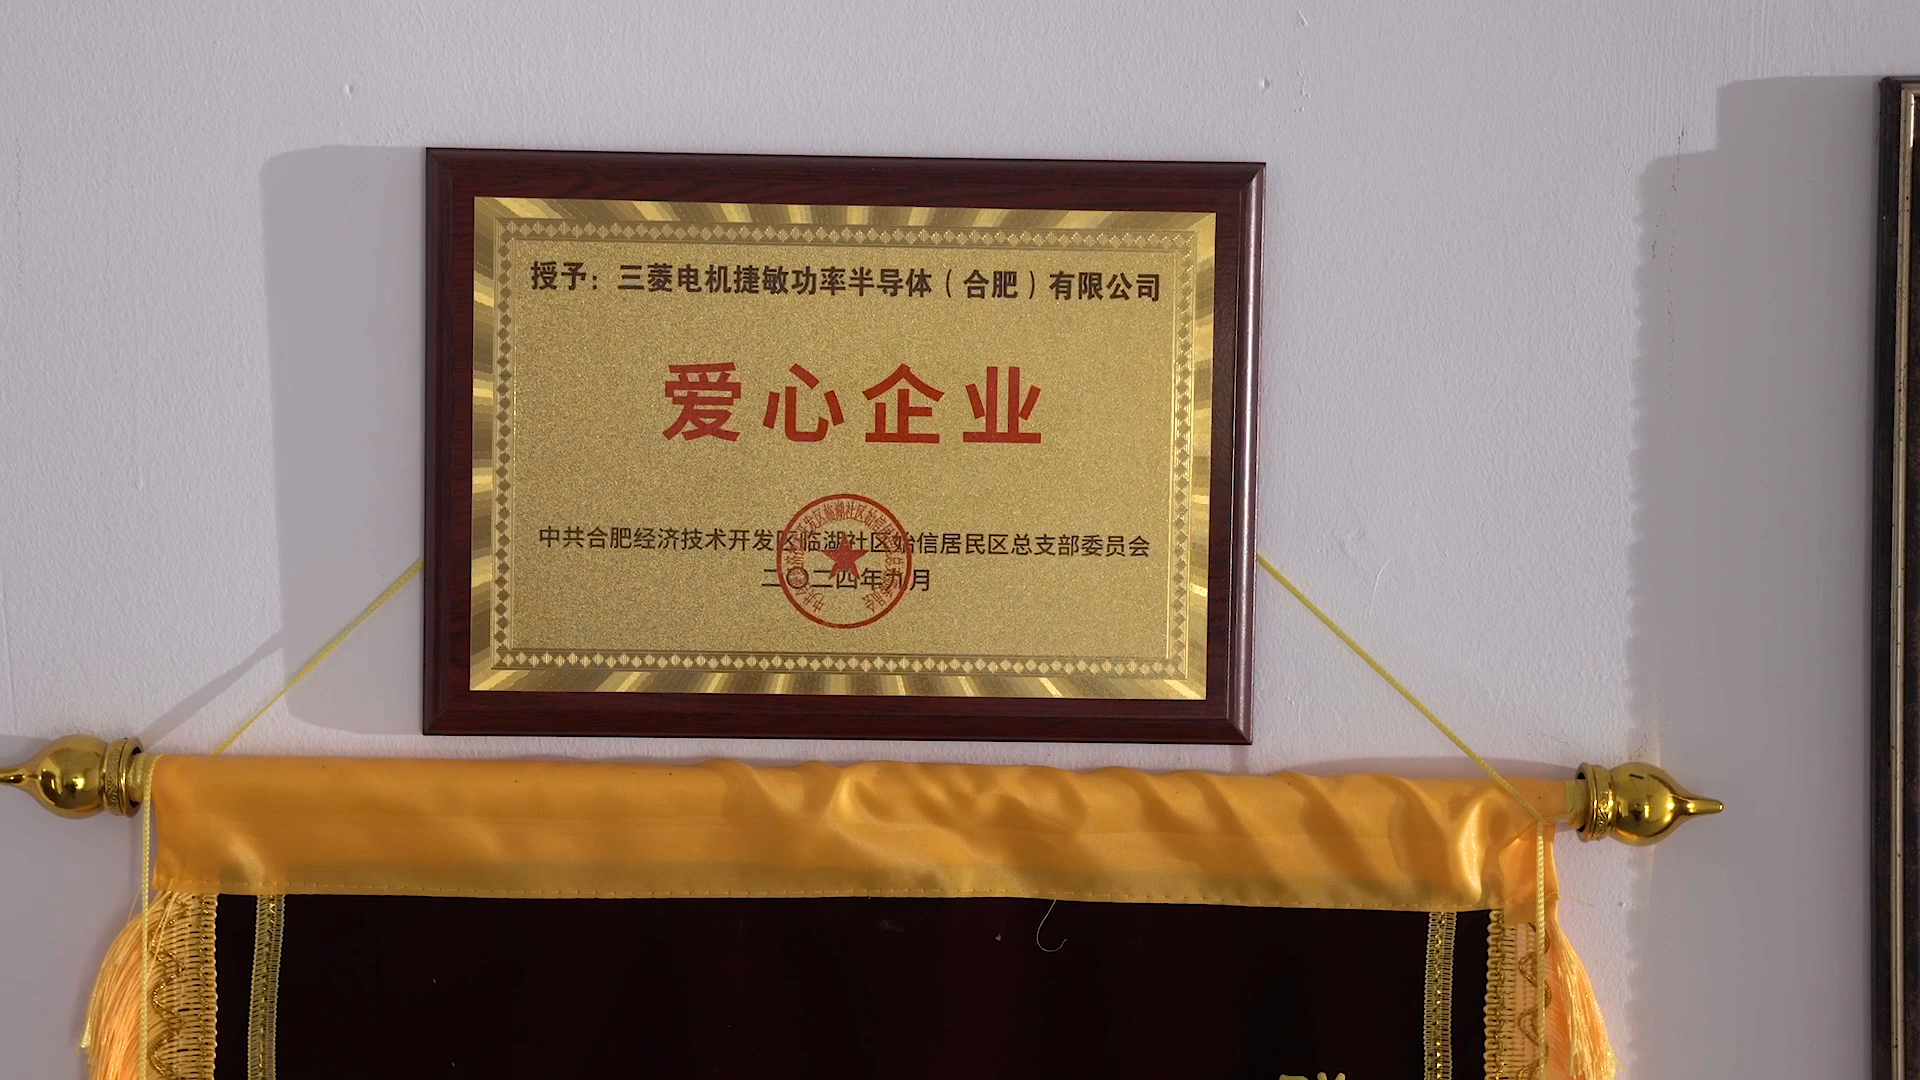 授予：三菱电机捷敏功率半导体（合肥）有限公司
爱心企业
中共合肥经济技术开发区临湖社区始信居民区总支部委员会
二〇二四年九月